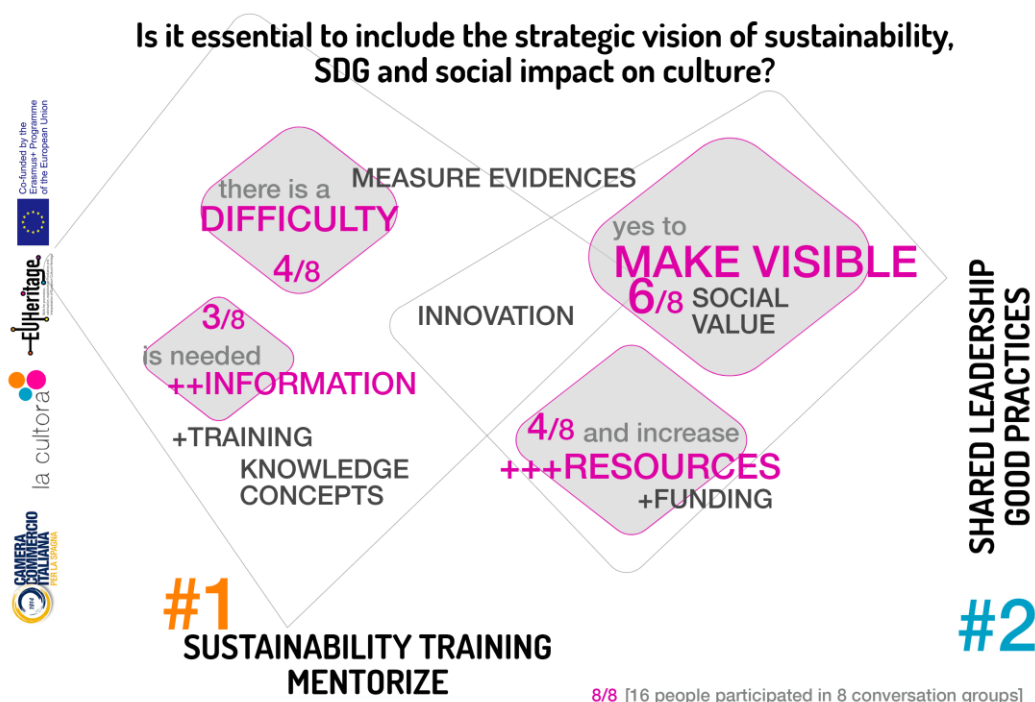 Is it essential to include the strategic vision of sustainability,
SDG and social impact on culture?
Co-funded by the
Erasmus+ Programme
of the European Union
EUHeritage
la cultora
CAMERA
COMMERCIO
ITALIANA
PER LA SPAGNA
1914
there is a
DIFFICULTY
4/8
MEASURE EVIDENCES
yes to
MAKE VISIBLE
6/8 SOCIAL
VALUE
INNOVATION
3/8
is needed
++INFORMATION
+TRAINING
KNOWLEDGE
CONCEPTS
4/8 and increase
+++RESOURCES
+FUNDING
#1
SUSTAINABILITY TRAINING
MENTORIZE
SHARED LEADERSHIP
GOOD PRACTICES
#2
8/8 [16 people participated in 8 conversation groups]